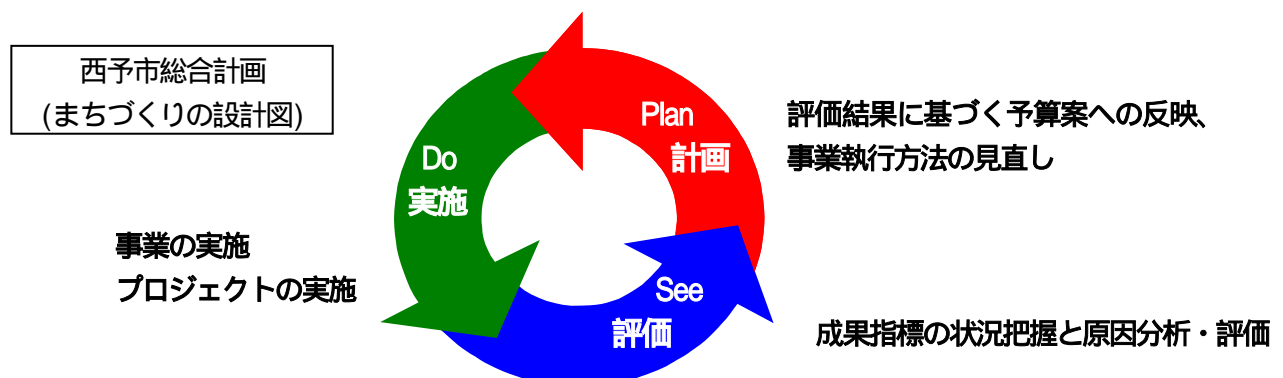 西予市総合計画
(まちづくりの設計図)
Plan
計画
評価結果に基づく予算案への反映、
事業執行方法の見直し
Do
実施
事業の実施
プロジェクトの実施
See
評価
成果指標の状況把握と原因分析・評価